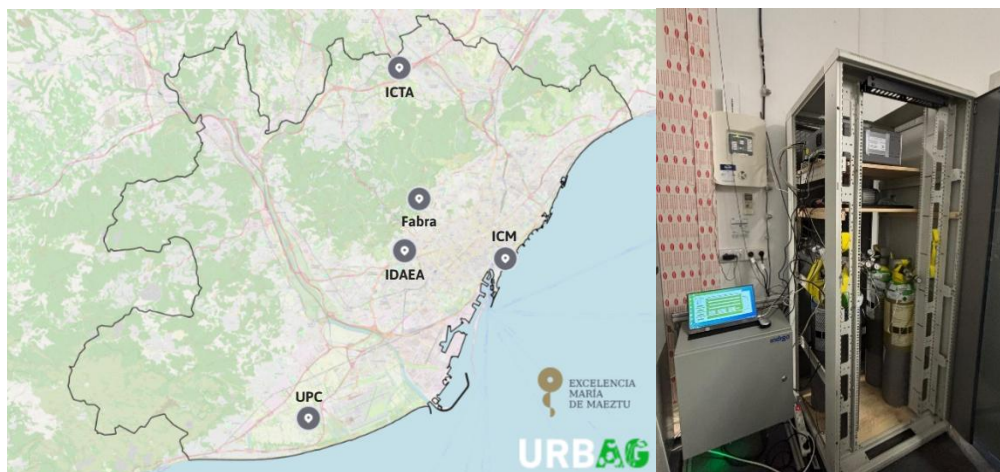 ICTA
Fabra
IDAEA
ICM
UPC
EXCELENCIA
MARÍA
DE MAEZTU
URBAG